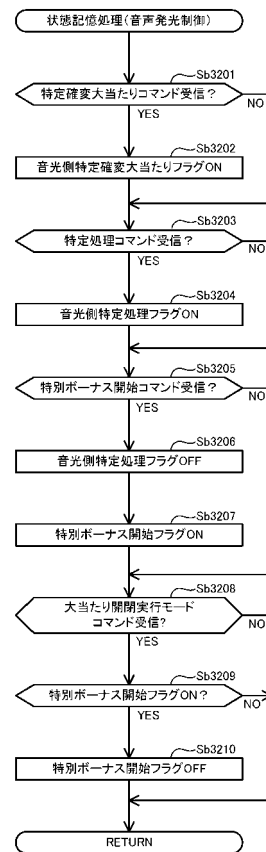 状態記憶処理(音声発光制御)
Sb3201
特定確変大当たりコマンド受信?
NO
YES
Sb3202
音光側特定確変大当たりフラグON
Sb3203
特定処理コマンド受信?
NO
YES
Sb3204
音光側特定処理フラグON
Sb3205
特別ボーナス開始コマンド受信?
NO
YES
Sb3206
音光側特定処理フラグOFF
Sb3207
特別ボーナス開始フラグON
Sb3208
大当たり開閉実行モード
コマンド受信?
NO
YES
Sb3209
特別ボーナス開始フラグON?
NO
YES
Sb3210
特別ボーナス開始フラグOFF
RETURN